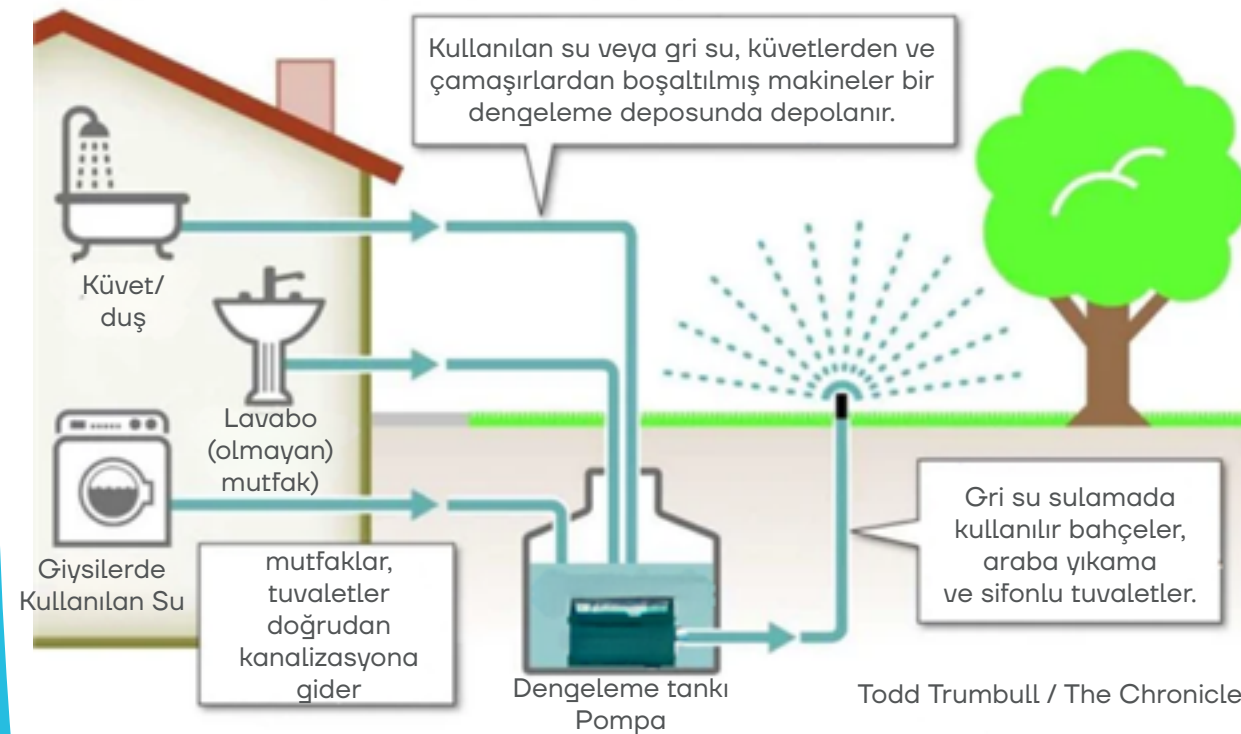 Kullanılan su veya gri su, küvetlerden ve
çamaşırlardan boşaltılmış makineler bir
dengeleme deposunda depolanır.
Küvet/
duş
Lavabo
(olmayan)
mutfak)
Giysilerde
Kullanılan Su
mutfaklar,
tuvaletler
doğrudan
kanalizasyona
gider
Gri su sulamada
kullanılır bahçeler,
araba yıkama
ve sifonlu tuvaletler.
Dengeleme tankı
Pompa
Todd Trumbull / The Chronicle